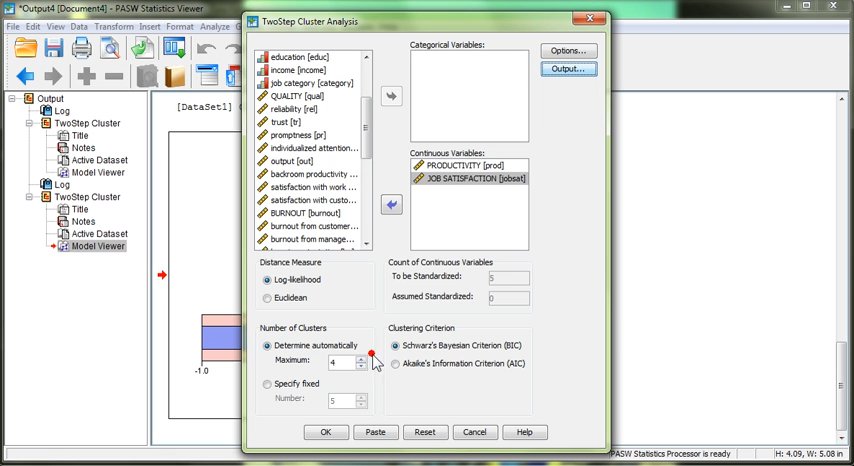 *Output4 [Document4] - PASW Statistics Viewer
File Edit View Data Transform Insert Format Analyze
Output
Log
TwoStep Cluster
Title
Notes
Active Dataset
Model Viewer
Log
TwoStep Cluster
Title
Notes
Active Dataset
Model Viewer
[DataSet1]
-1.0
TwoStep Cluster Analysis
education [educ]
income [income]
job category [category]
QUALITY [qual]
reliability [rel]
trust [tr]
promptness [pr]
individualized attention...
output [out]
backroom productivity ...
satisfaction with work ...
satisfaction with custo...
BURNOUT [burnout]
burnout from customer...
burnout from manage...
Categorical Variables:
Continuous Variables:
PRODUCTIVITY [prod]
JOB SATISFACTION [jobsat]
Options...
Output...
Distance Measure
Log-likelihood
Euclidean
Count of Continuous Variables
To be Standardized: 5
Assumed Standardized: 0
Number of Clusters
Determine automatically
Maximum: 4
Specify fixed
Number: 5
Clustering Criterion
Schwarz's Bayesian Criterion (BIC)
Akaike's Information Criterion (AIC)
OK Paste Reset Cancel Help
PASW Statistics Processor is ready H: 4.09, W: 5.08 in